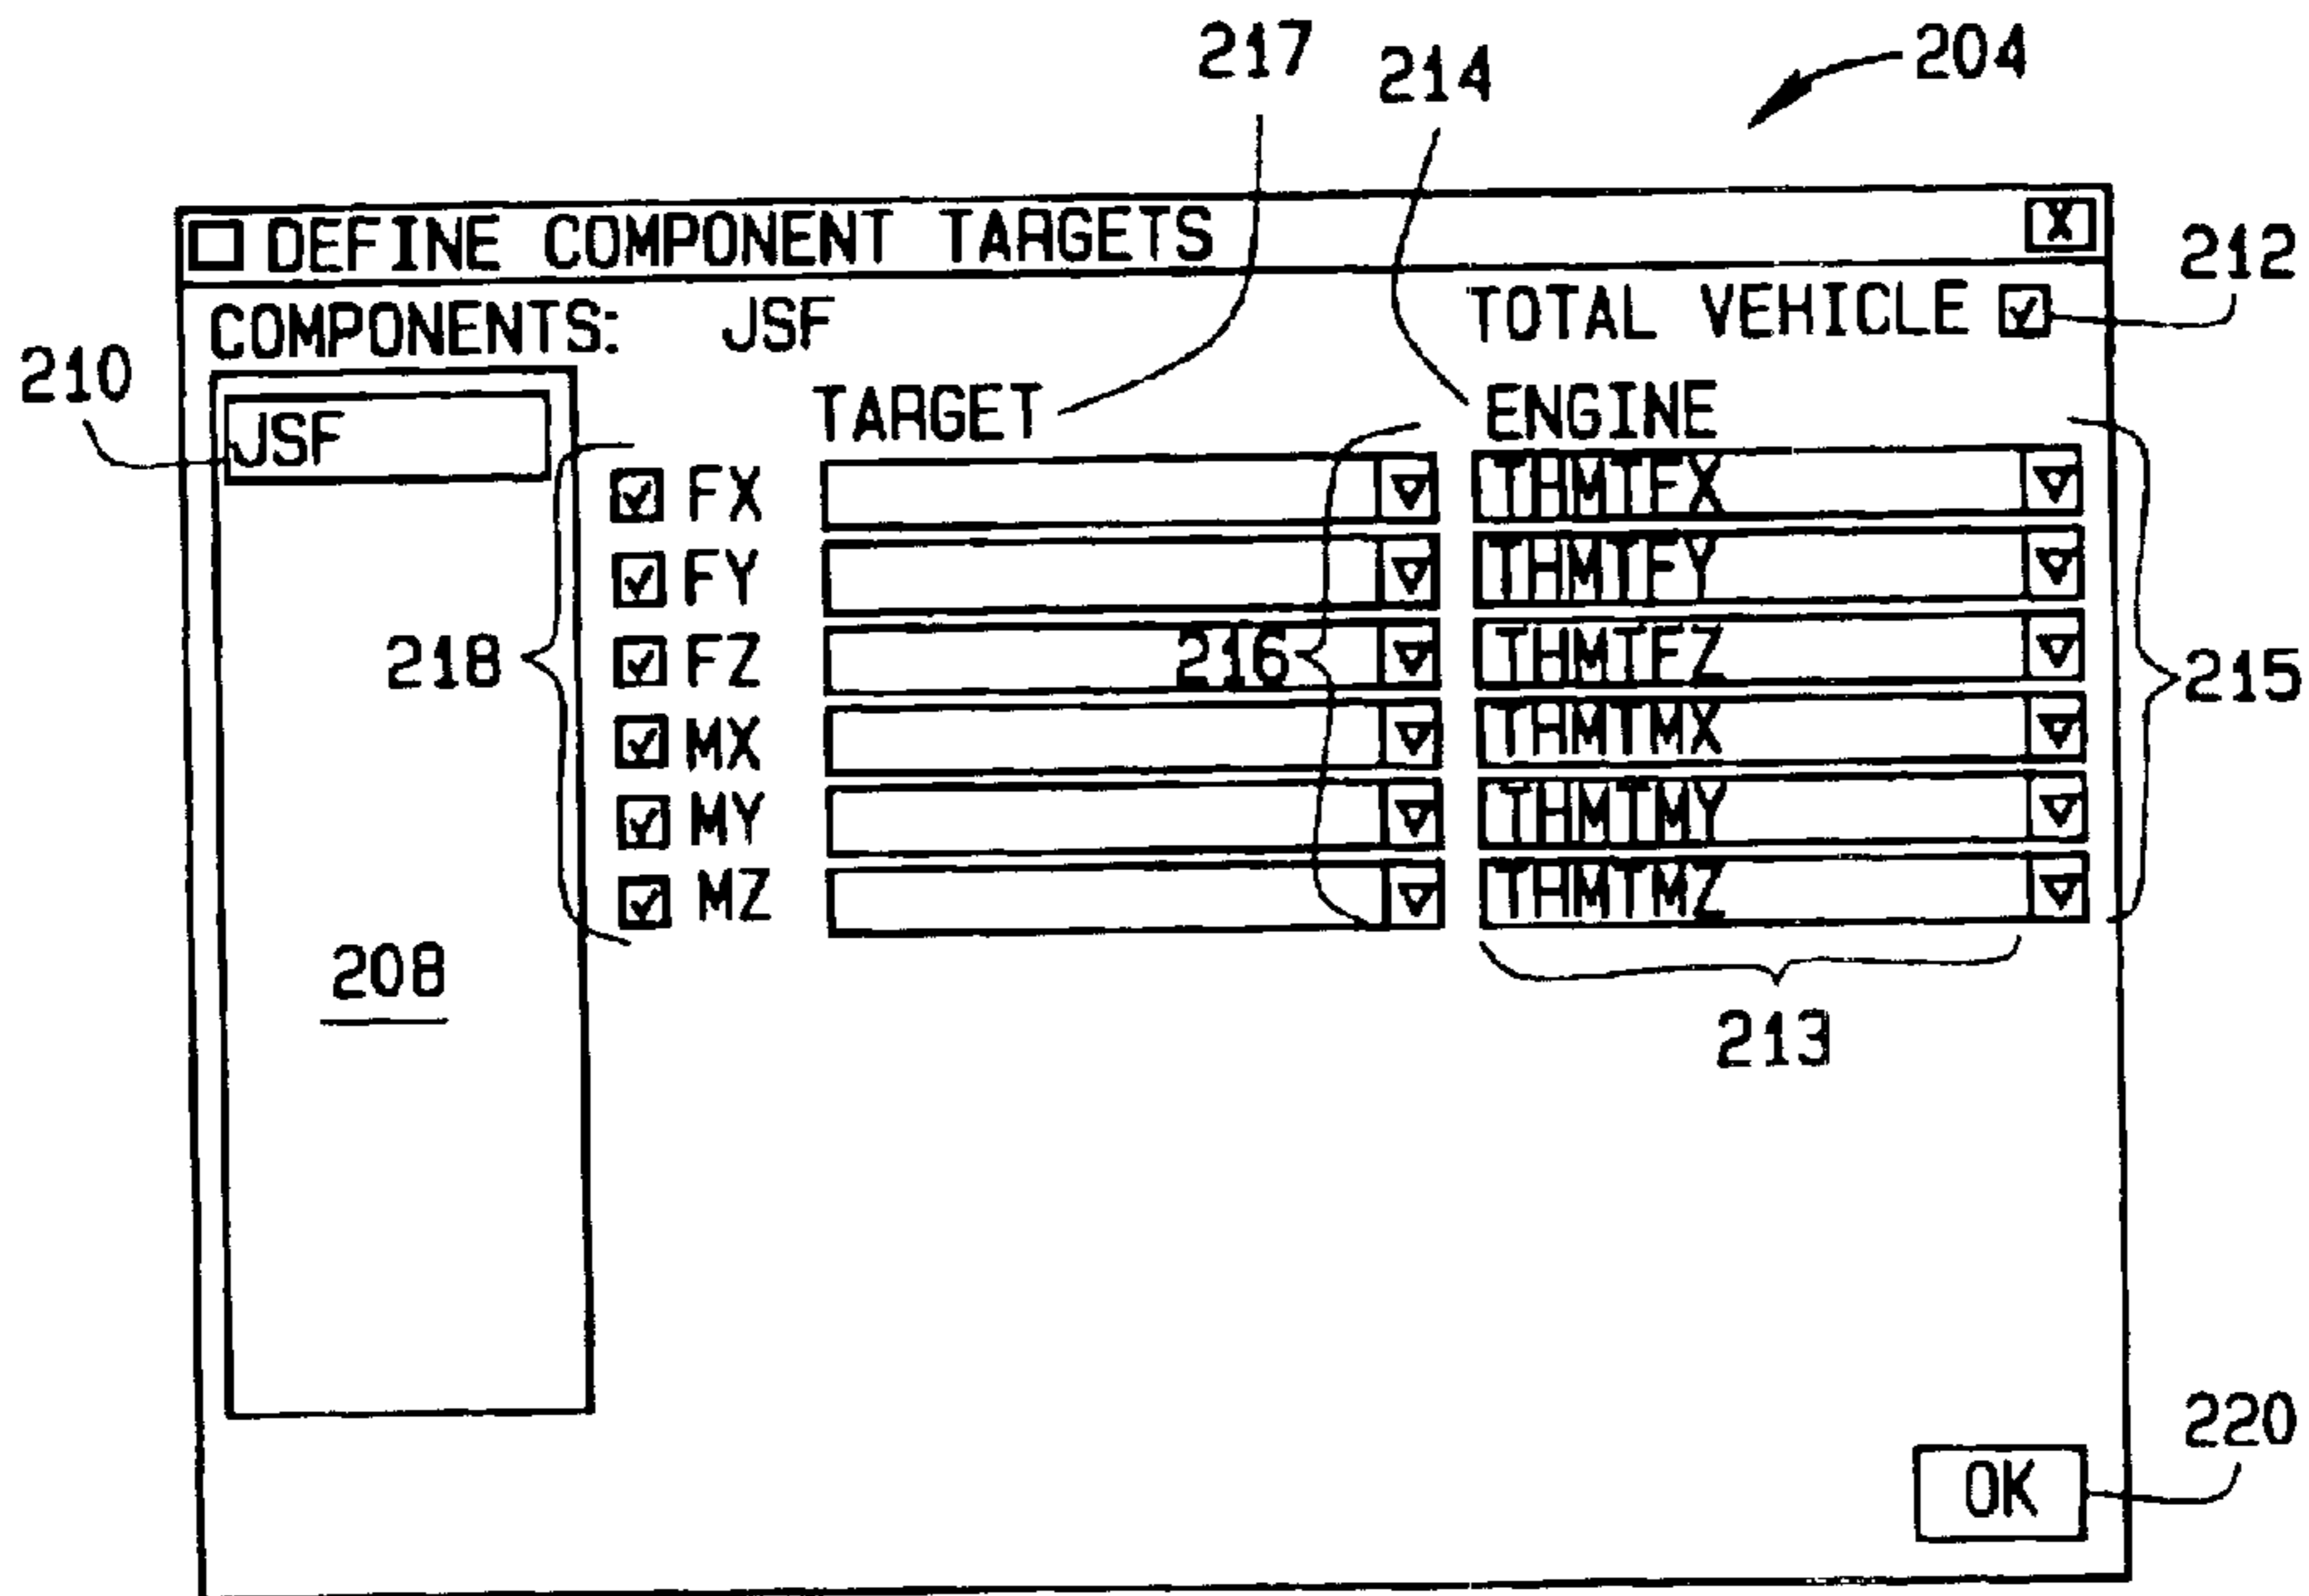 217
214
204
DEFINE COMPONENT TARGETS X
212
COMPONENTS: JSF TOTAL VEHICLE
210
TARGET ENGINE
JSF
FX THMTFX
FY THMTFY
218 FZ 216 THMTFZ 215
MX THMTMX
MY THMTMY
MZ THMTMZ
208
213
220
OK